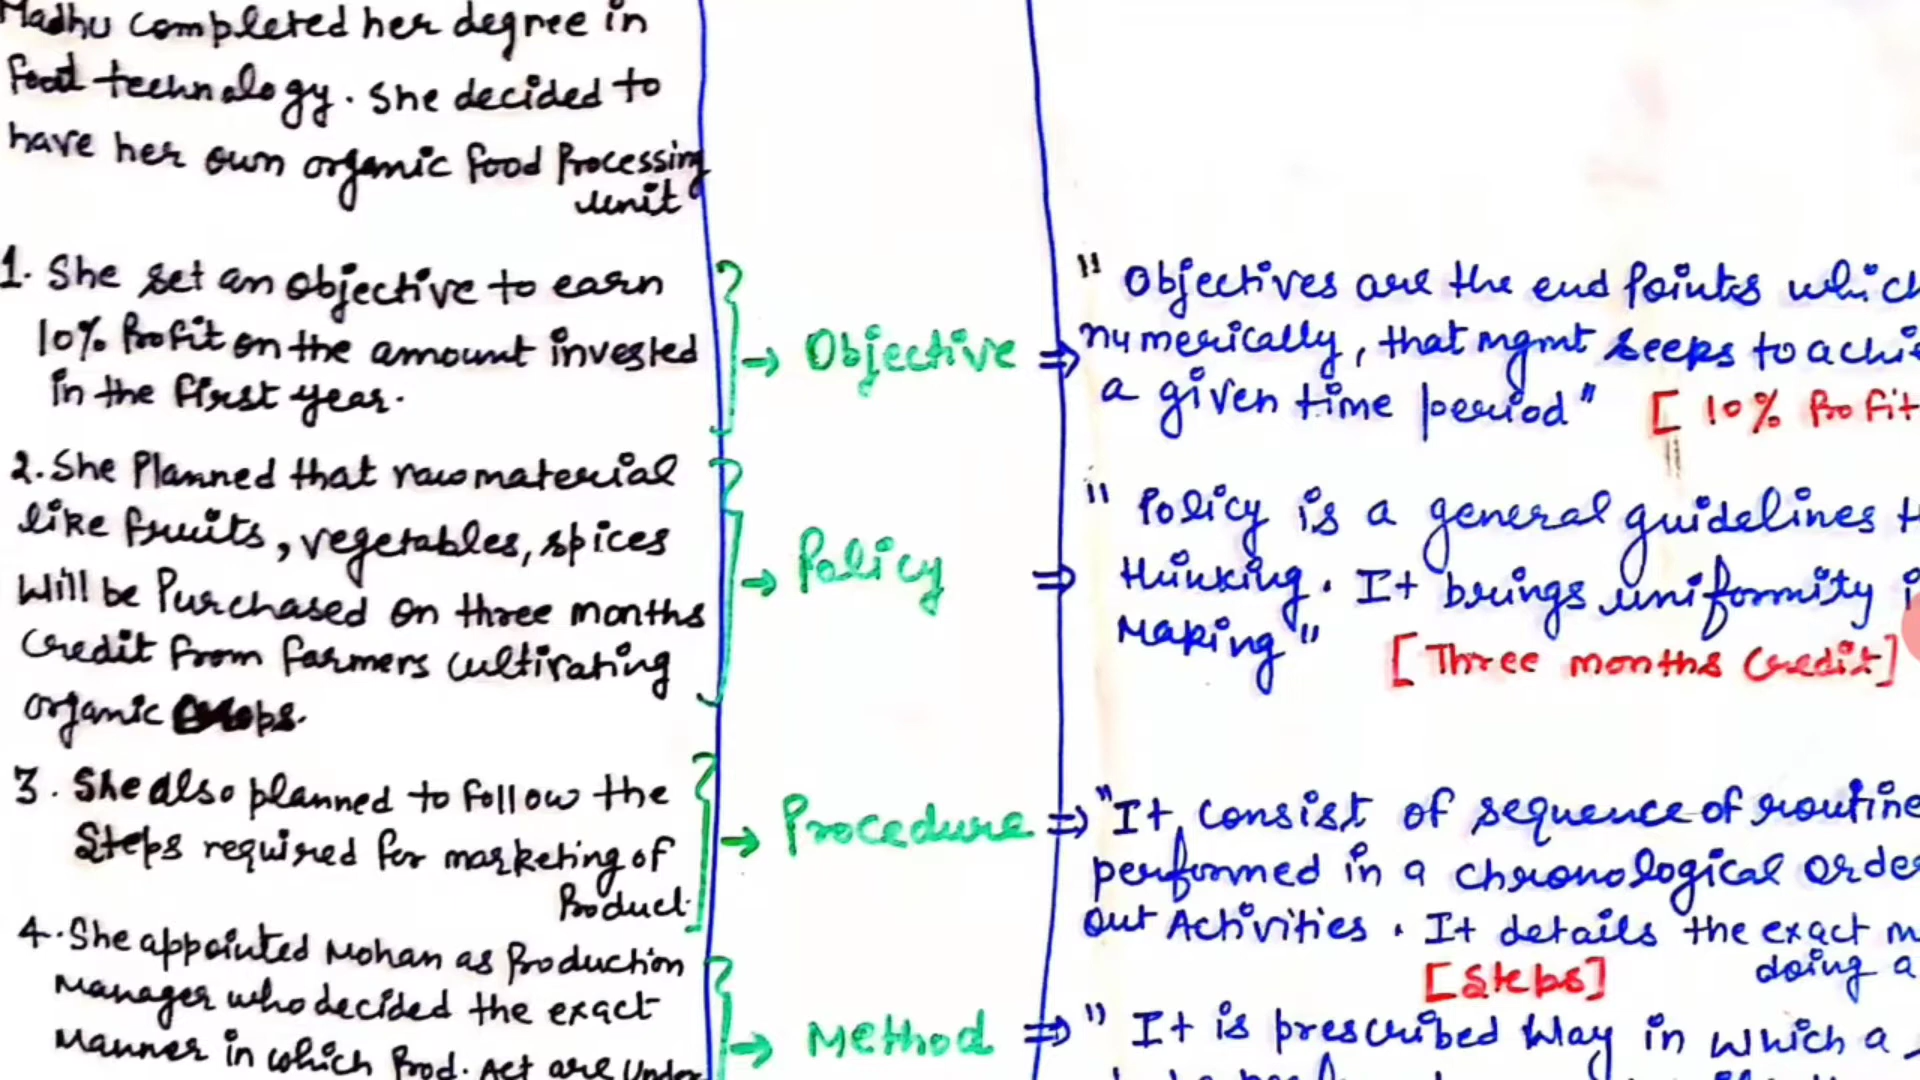 Madhu completed her degree in
Food technology. She decided to
have her own organic food Processing
unit
1. She set an objective to earn
10% Profit on the amount invested
in the first year.
Objective
" Objectives are the end points which
numerically, that mgmt seeks to achie
a given time period"
[ 10% Profit
2. She Planned that raw material
like fruits, vegetables, spices
will be Purchased on three months
credit from farmers cultivating
organic crops.
Policy
" Policy is a general guidelines t
thinking. It brings uniformity i
Making"
[Three months credit]
3. She also planned to follow the
Steps required for marketing of
Product.
Procedure
"It consist of sequence of routine
performed in a chronological orde
out Activities. It details the exact m
doing a
[Steps]
4. She appointed Mohan as Production
Manager who decided the exact
Manner in which Prod. Act are Under
Method
" It is prescribed Way in which a